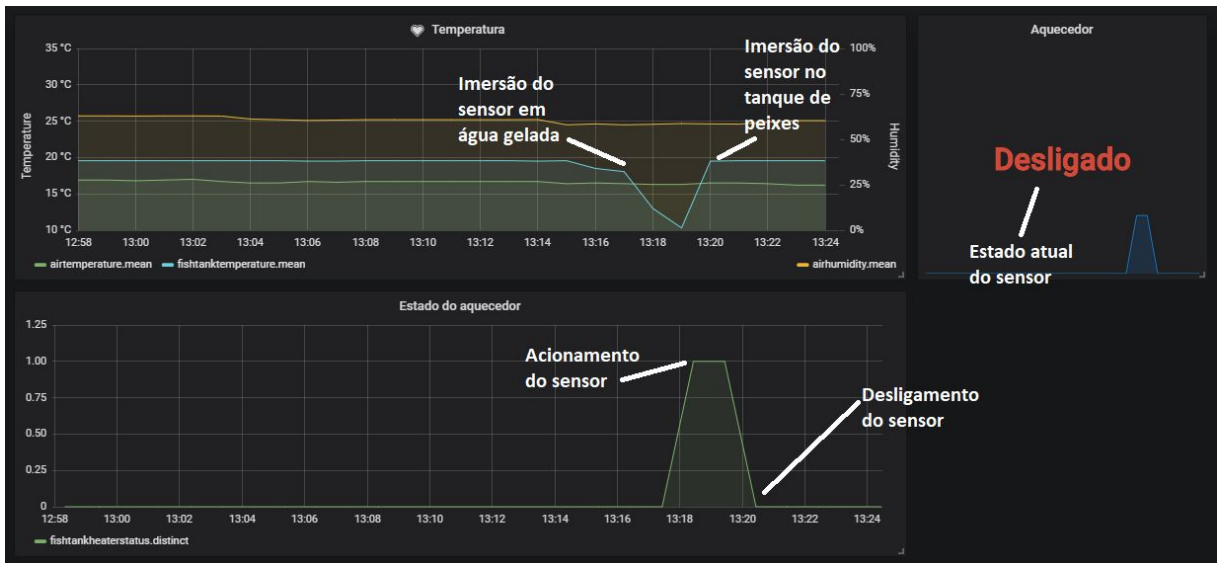 Temperatura
35 °C
30 °C
25 °C
20 °C
15 °C
10 °C
Temperature
100%
75%
50%
25%
0%
Humidity
Imersão do
sensor em
água gelada
Imersão do
sensor no
tanque de
peixes
12:58 13:00 13:02 13:04 13:06 13:08 13:10 13:12 13:14 13:16 13:18 13:20 13:22 13:24
airtemperature.mean fishtanktemperature.mean airhumidity.mean
Aquecedor
Desligado
Estado atual
do sensor
Estado do aquecedor
1.25
1.00
0.75
0.50
0.25
0
Acionamento
do sensor
Desligamento
do sensor
12:58 13:00 13:02 13:04 13:06 13:08 13:10 13:12 13:14 13:16 13:18 13:20 13:22 13:24
fishtankheaterstatus.distinct